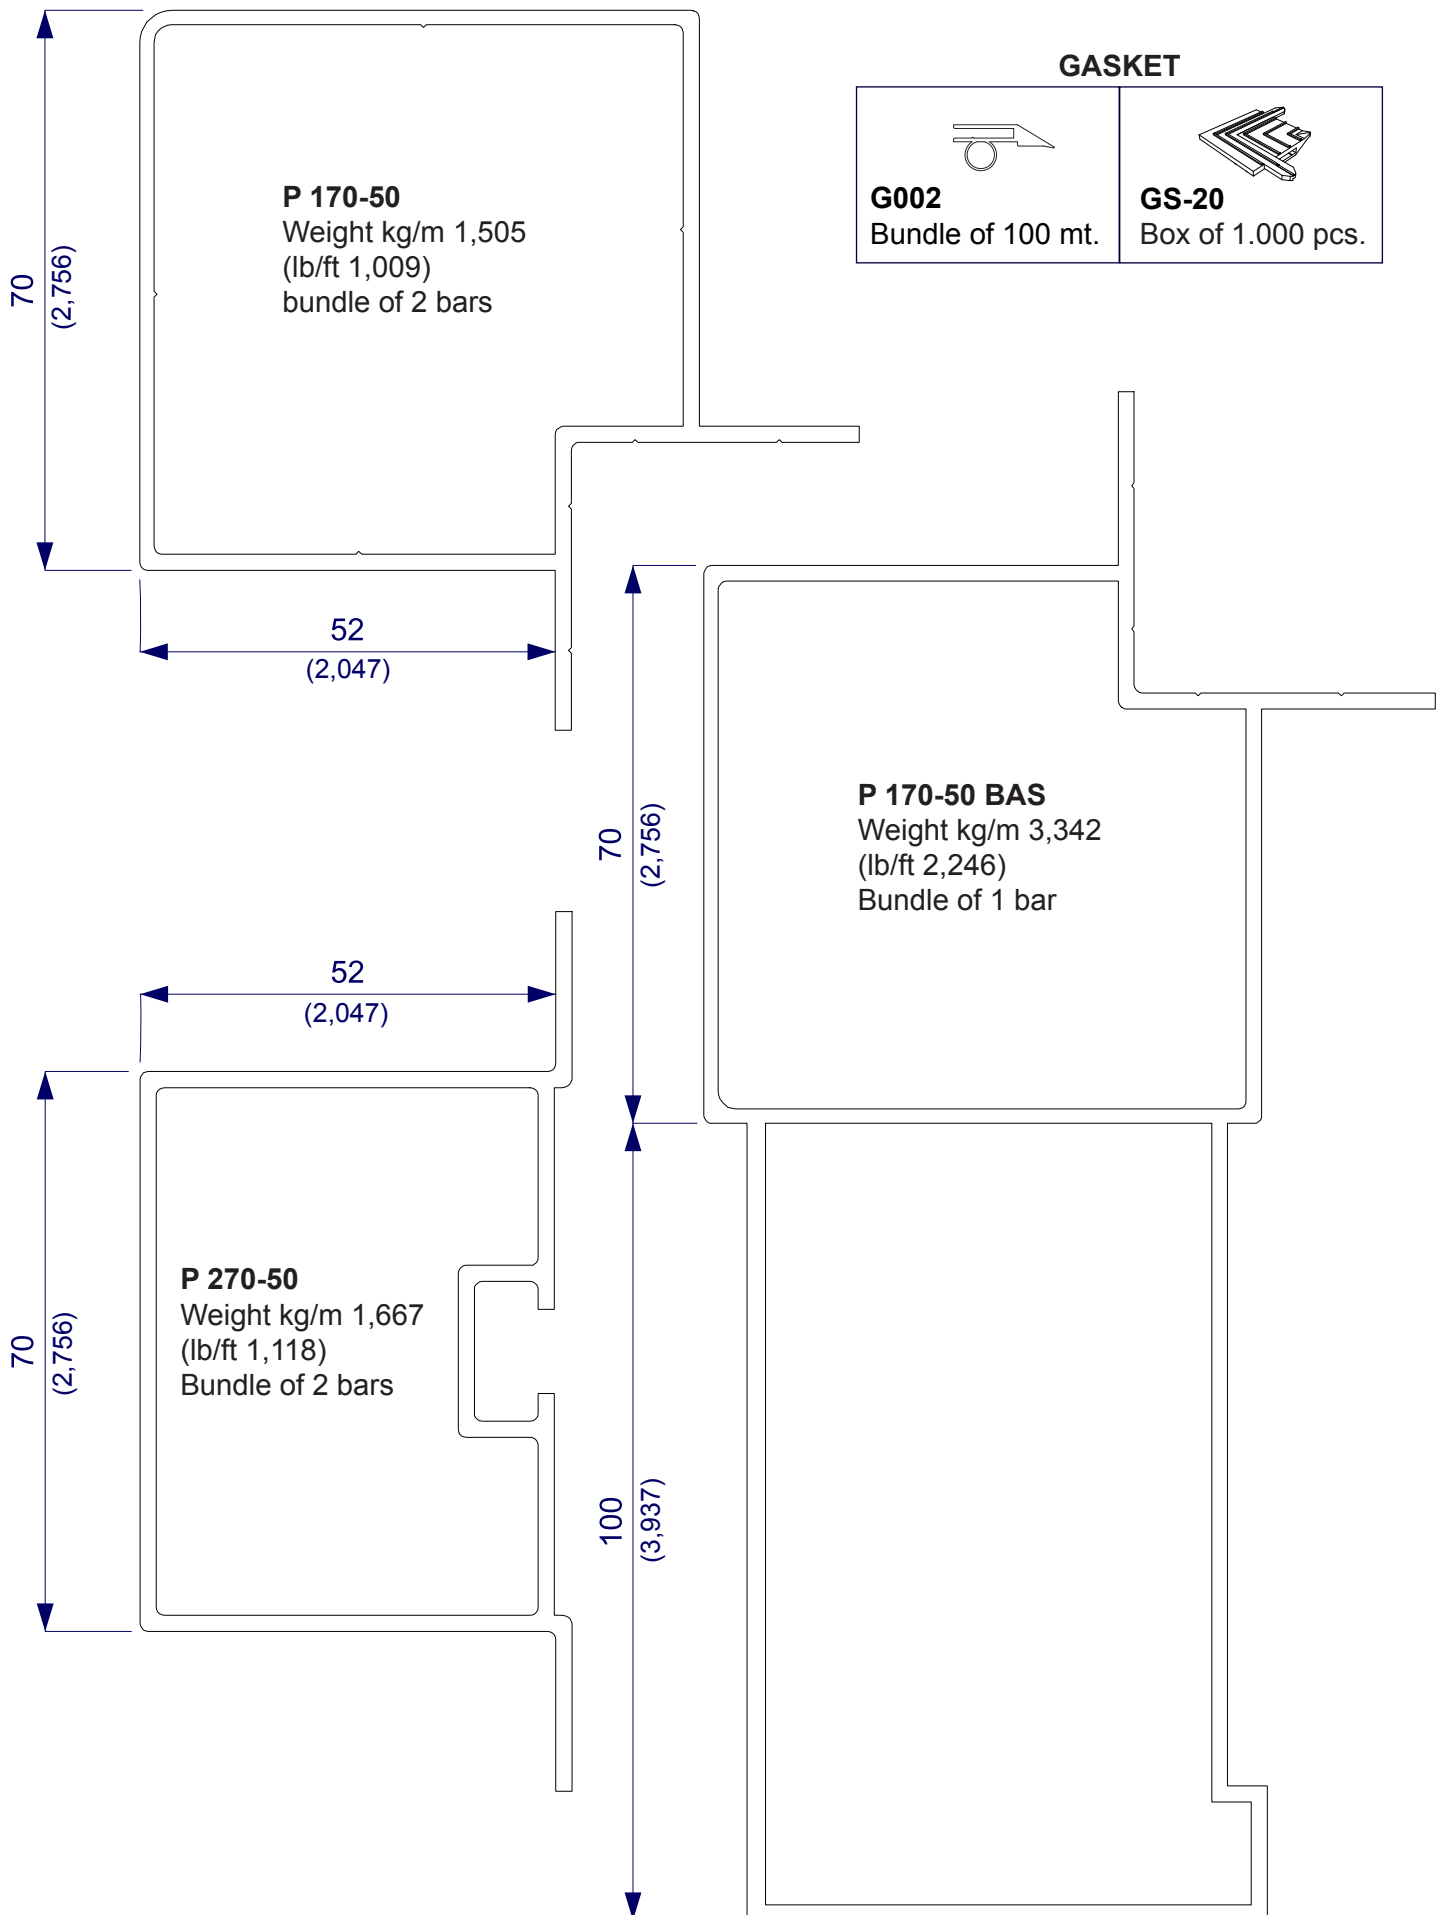 GASKET
G002
Bundle of 100 mt.
GS-20
Box of 1.000 pcs.
P 170-50
Weight kg/m 1,505
(lb/ft 1,009)
bundle of 2 bars
70
(2,756)
52
(2,047)
P 170-50 BAS
Weight kg/m 3,342
(lb/ft 2,246)
Bundle of 1 bar
70
(2,756)
100
(3,937)
52
(2,047)
P 270-50
Weight kg/m 1,667
(lb/ft 1,118)
Bundle of 2 bars
70
(2,756)